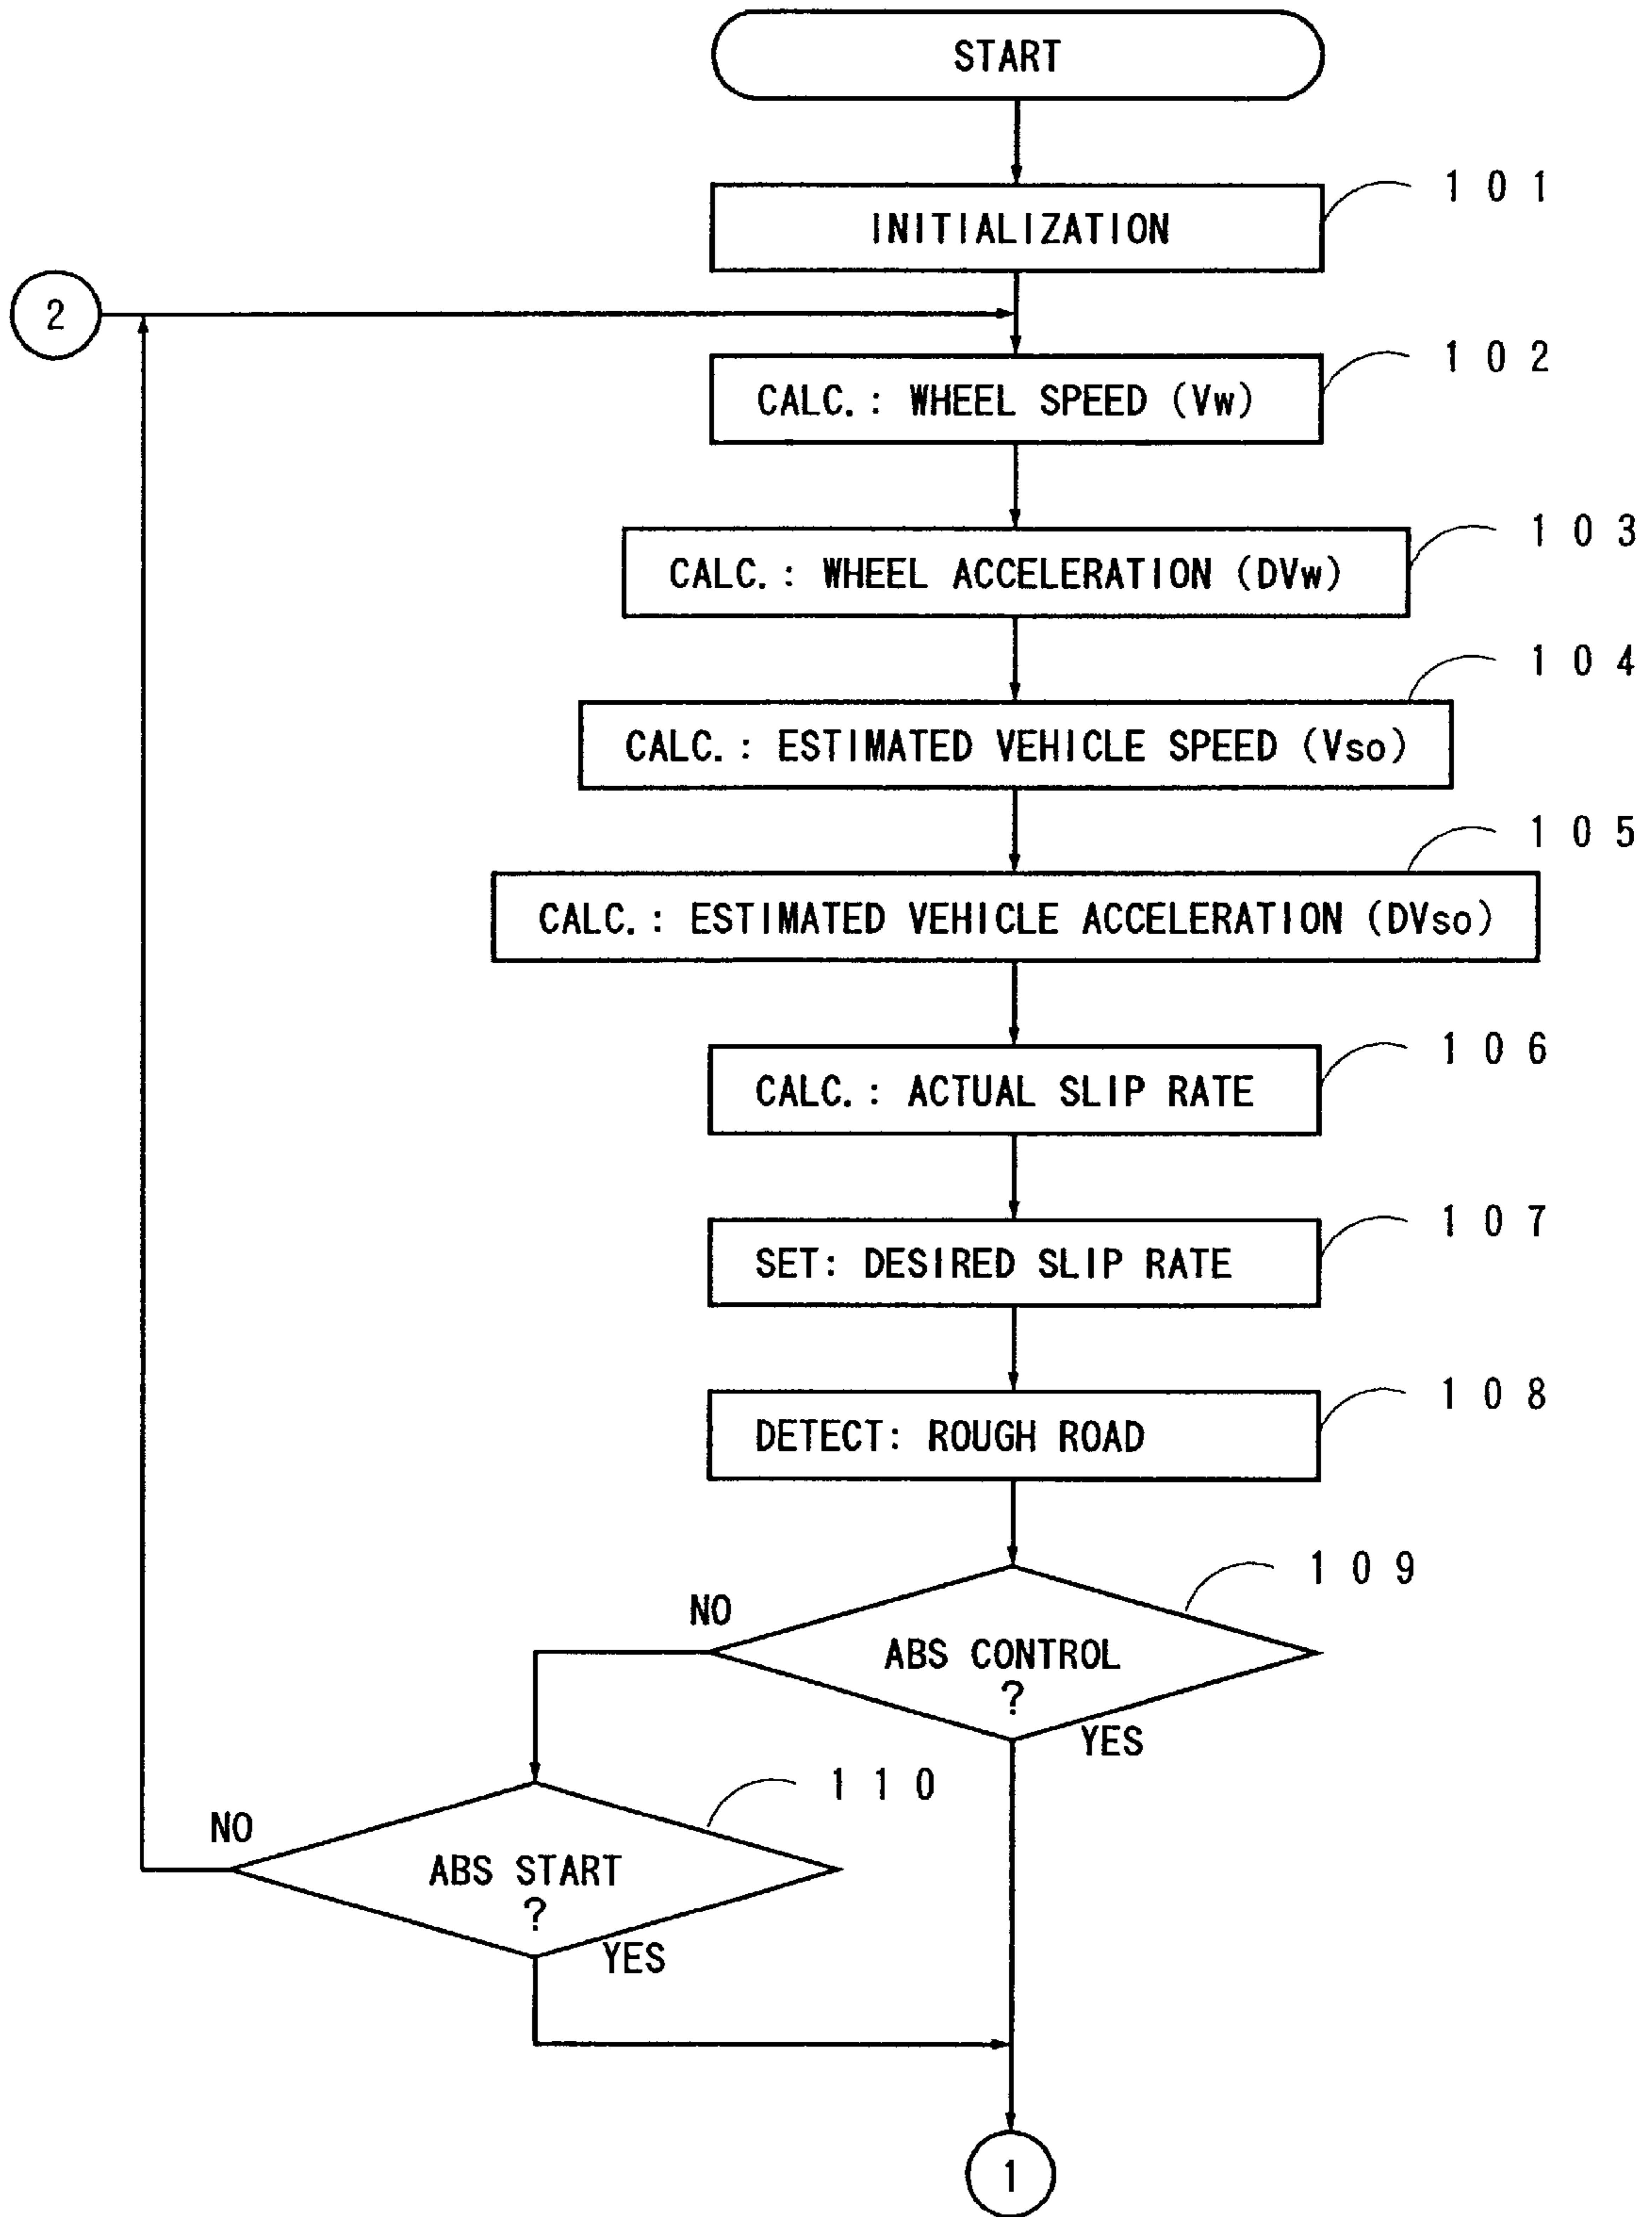 START
INITIALIZATION
101
2
CALC.: WHEEL SPEED (Vw)
102
CALC.: WHEEL ACCELERATION (DVw)
103
CALC.: ESTIMATED VEHICLE SPEED (Vso)
104
CALC.: ESTIMATED VEHICLE ACCELERATION (DVso)
105
CALC.: ACTUAL SLIP RATE
106
SET: DESIRED SLIP RATE
107
DETECT: ROUGH ROAD
108
ABS CONTROL
?
109
NO
YES
ABS START
?
110
NO
YES
1